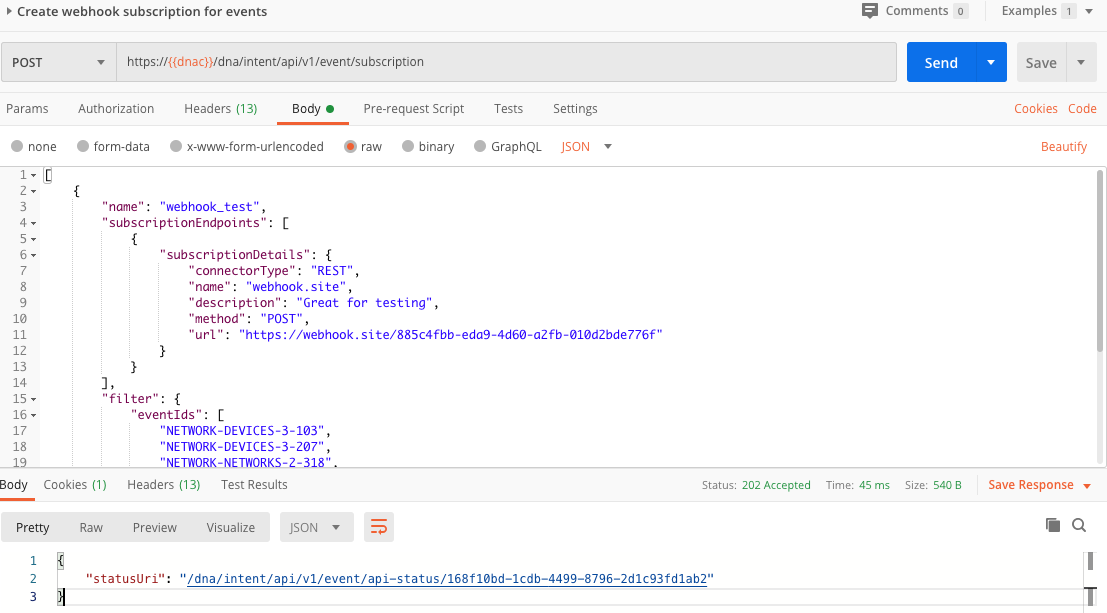 Create webhook subscription for events Comments 0 Examples 1
POST https://{{dnac}}/dna/intent/api/v1/event/subscription Send Save
Params Authorization Headers (13) Body Pre-request Script Tests Settings Cookies Code
none form-data x-www-form-urlencoded raw binary GraphQL JSON Beautify
1 [
2 {
3 "name": "webhook_test",
4 "subscriptionEndpoints": [
5 {
6 "subscriptionDetails": {
7 "connectorType": "REST",
8 "name": "webhook.site",
9 "description": "Great for testing",
10 "method": "POST",
11 "url": "https://webhook.site/885c4fbb-eda9-4d60-a2fb-010d2bde776f"
12 }
13 }
14 ],
15 "filter": {
16 "eventIds": [
17 "NETWORK-DEVICES-3-103",
18 "NETWORK-DEVICES-3-207",
19 "NETWORK-NETWORKS-2-318",
Body Cookies (1) Headers (13) Test Results Status: 202 Accepted Time: 45 ms Size: 540 B Save Response
Pretty Raw Preview Visualize JSON
1 {
2 "statusUri": "/dna/intent/api/v1/event/api-status/168f10bd-1cdb-4499-8796-2d1c93fd1ab2"
3 }